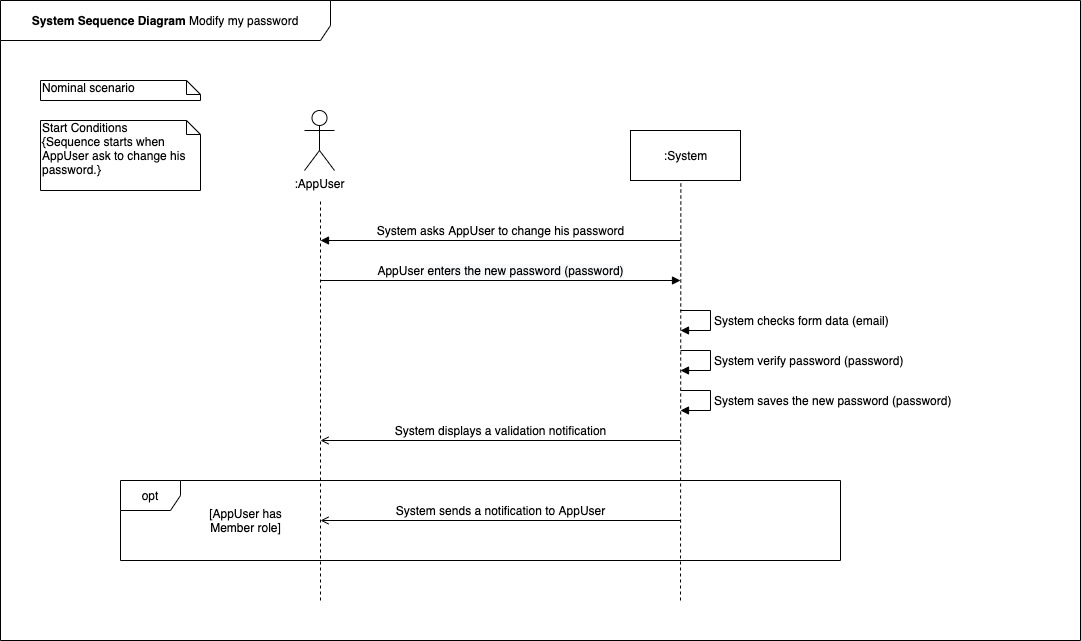 System Sequence Diagram Modify my password
Nominal scenario
Start Conditions
{Sequence starts when
AppUser ask to change his
password.}
:AppUser
:System
System asks AppUser to change his password
AppUser enters the new password (password)
System checks form data (email)
System verify password (password)
System saves the new password (password)
System displays a validation notification
opt
[AppUser has
Member role]
System sends a notification to AppUser